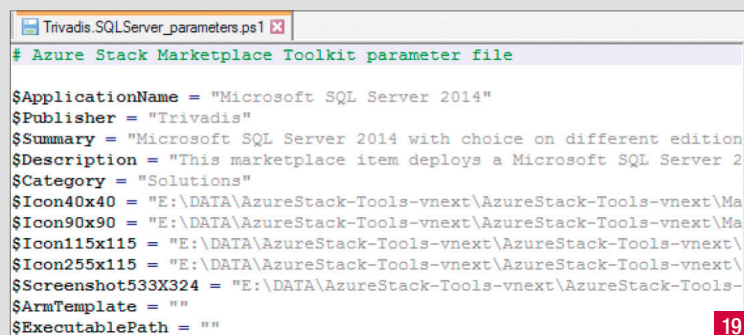 Trivadis.SQLServer_parameters.ps1
# Azure Stack Marketplace Toolkit parameter file
$ApplicationName = "Microsoft SQL Server 2014"
$Publisher = "Trivadis"
$Summary = "Microsoft SQL Server 2014 with choice on different edition
$Description = "This marketplace item deploys a Microsoft SQL Server 2
$Category = "Solutions"
$Icon40x40 = "E:\DATA\AzureStack-Tools-vnext\AzureStack-Tools-vnext\Ma
$Icon90x90 = "E:\DATA\AzureStack-Tools-vnext\AzureStack-Tools-vnext\Ma
$Icon115x115 = "E:\DATA\AzureStack-Tools-vnext\AzureStack-Tools-vnext\
$Icon255x115 = "E:\DATA\AzureStack-Tools-vnext\AzureStack-Tools-vnext\
$Screenshot533X324 = "E:\DATA\AzureStack-Tools-vnext\AzureStack-Tools-
$ArmTemplate = ""
$ExecutablePath = ""
19